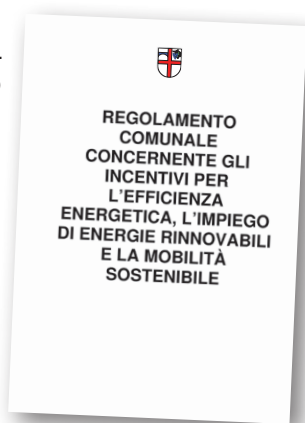 REGOLAMENTO
COMUNALE
CONCERNENTE GLI
INCENTIVI PER
L'EFFICIENZA
ENERGETICA, L'IMPIEGO
DI ENERGIE RINNOVABILI
E LA MOBILITÀ
SOSTENIBILE